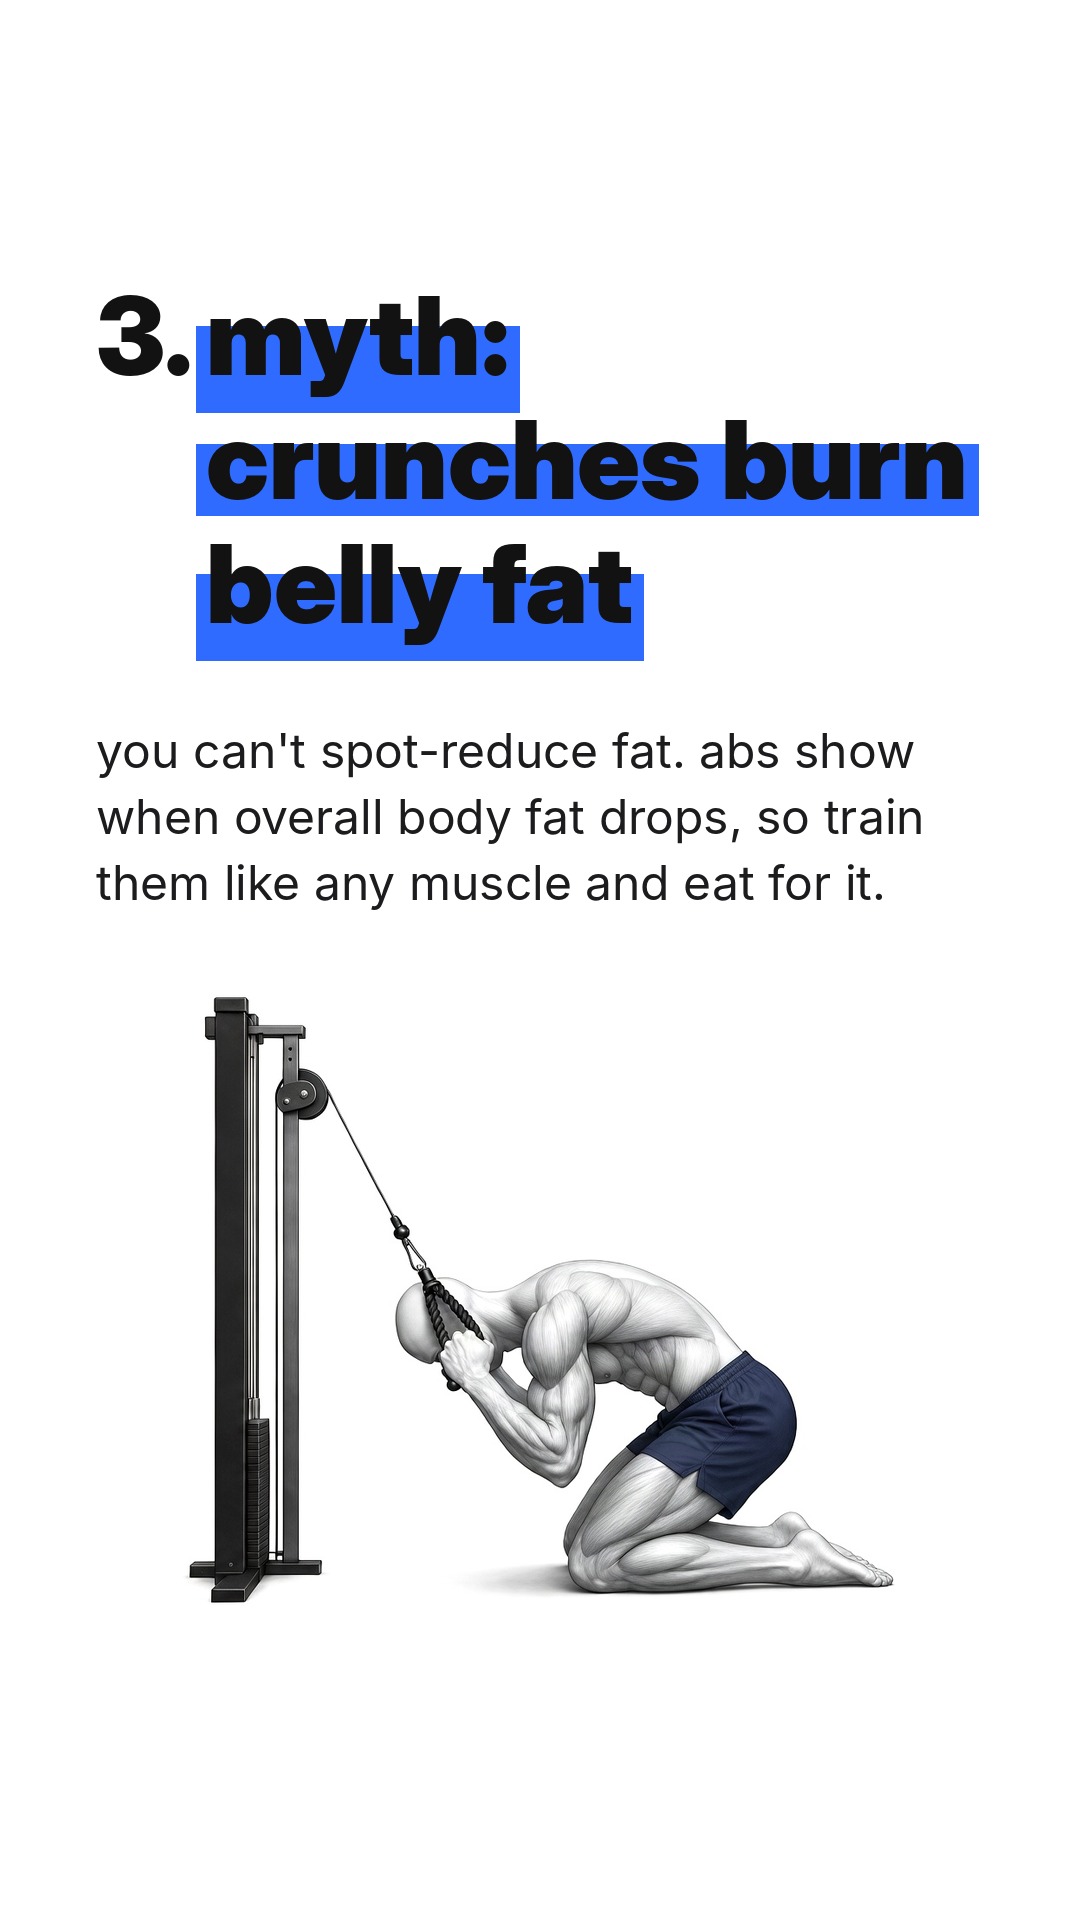 3. myth:
crunches burn
belly fat
you can't spot-reduce fat. abs show
when overall body fat drops, so train
them like any muscle and eat for it.